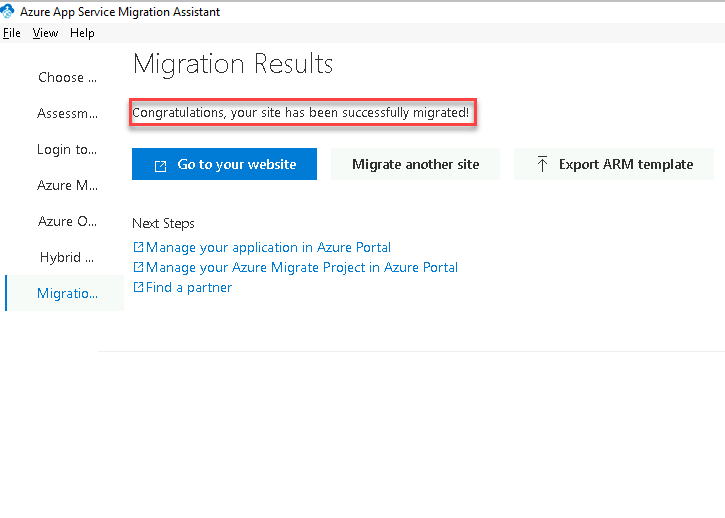 Azure App Service Migration Assistant
File View Help
Choose ...
Assessm...
Login to...
Azure M...
Azure O...
Hybrid ...
Migratio...
Migration Results
Congratulations, your site has been successfully migrated!
Go to your website
Migrate another site
Export ARM template
Next Steps
Manage your application in Azure Portal
Manage your Azure Migrate Project in Azure Portal
Find a partner